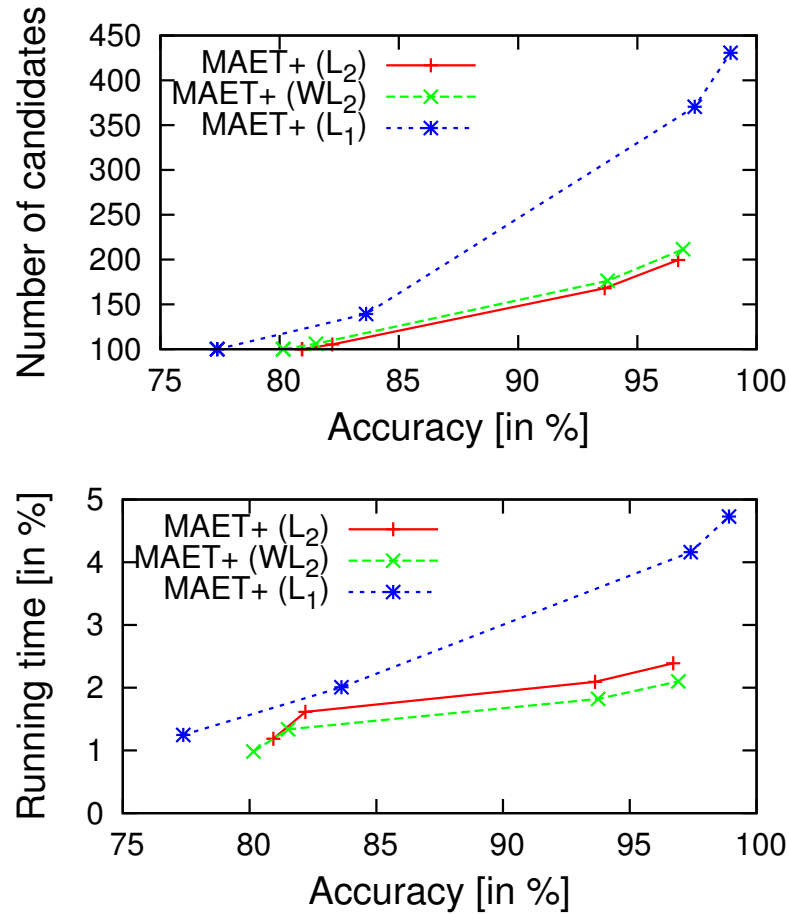 Number of candidates
450
400
350
300
250
200
150
100
MAET+ (L2)
MAET+ (WL2)
MAET+ (L1)
75 80 85 90 95 100
Accuracy [in %]
Running time [in %]
5
4
3
2
1
0
MAET+ (L2)
MAET+ (WL2)
MAET+ (L1)
75 80 85 90 95 100
Accuracy [in %]